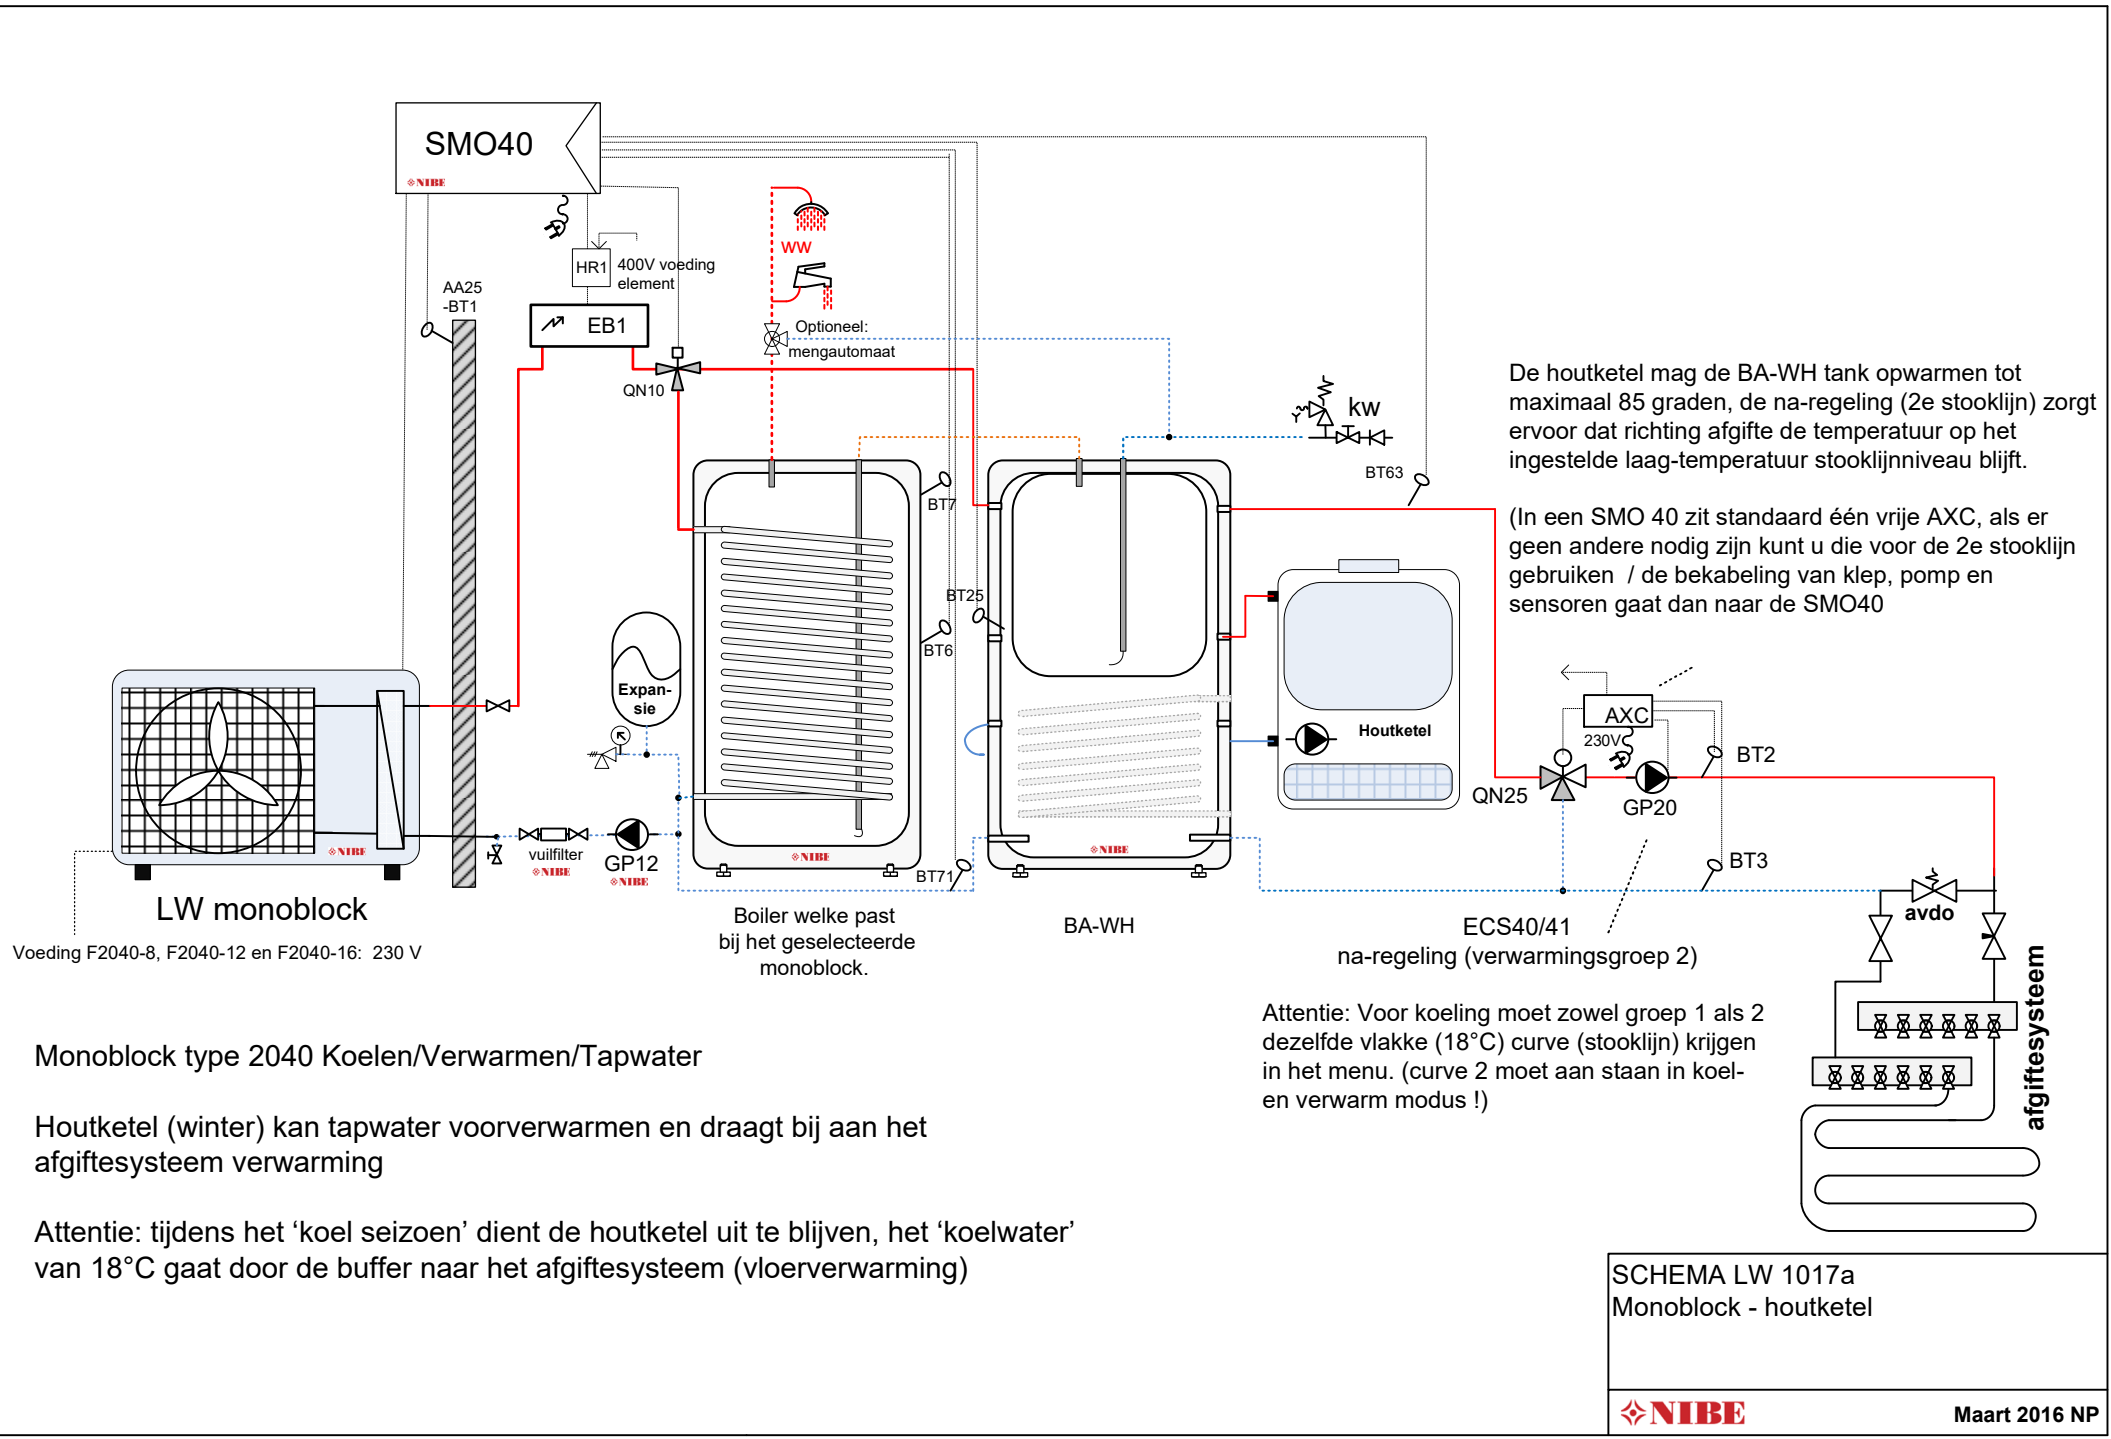 SMO40
NIBE
HR1
400V voeding
element
AA25
-BT1
EB1
QN10
WW
Optioneel:
mengautomaat
kw
BT63
BT7
BT25
BT6
De houtketel mag de BA-WH tank opwarmen tot
maximaal 85 graden, de na-regeling (2e stooklijn) zorgt
ervoor dat richting afgifte de temperatuur op het
ingestelde laag-temperatuur stooklijnniveau blijft.
(In een SMO 40 zit standaard één vrije AXC, als er
geen andere nodig zijn kunt u die voor de 2e stooklijn
gebruiken / de bekabeling van klep, pomp en
sensoren gaat dan naar de SMO40
Expan-
sie
Houtketel
AXC
230V
BT2
QN25
GP20
BT3
NIBE
vuilfilter
NIBE
GP12
NIBE
NIBE
BT71
NIBE
LW monoblock
Voeding F2040-8, F2040-12 en F2040-16: 230 V
Boiler welke past
bij het geselecteerde
monoblock.
BA-WH
ECS40/41
na-regeling (verwarmingsgroep 2)
avdo
afgiftesysteem
Attentie: Voor koeling moet zowel groep 1 als 2
dezelfde vlakke (18°C) curve (stooklijn) krijgen
in het menu. (curve 2 moet aan staan in koel-
en verwarm modus !)
Monoblock type 2040 Koelen/Verwarmen/Tapwater
Houtketel (winter) kan tapwater voorverwarmen en draagt bij aan het
afgiftesysteem verwarming
Attentie: tijdens het ‘koel seizoen’ dient de houtketel uit te blijven, het ‘koelwater’
van 18°C gaat door de buffer naar het afgiftesysteem (vloerverwarming)
SCHEMA LW 1017a
Monoblock - houtketel
NIBE
Maart 2016 NP